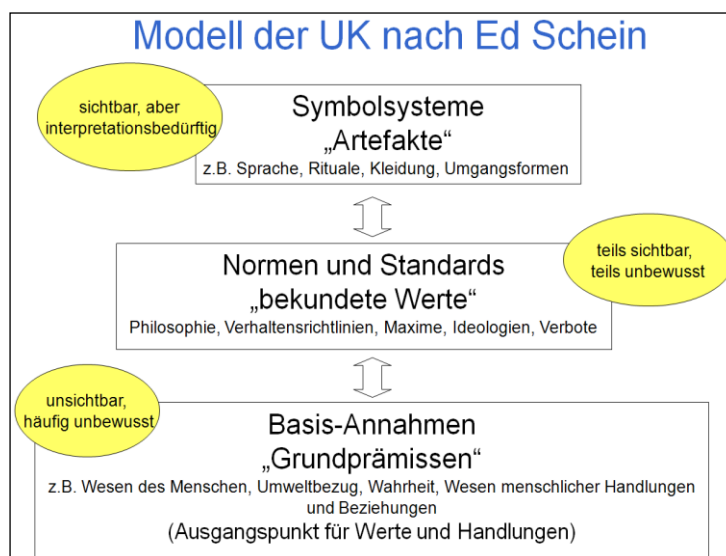 Modell der UK nach Ed Schein
sichtbar, aber
interpretationsbedürftig
Symbolsysteme
„Artefakte“
z.B. Sprache, Rituale, Kleidung, Umgangsformen
teils sichtbar,
teils unbewusst
Normen und Standards
„bekundete Werte“
Philosophie, Verhaltensrichtlinien, Maxime, Ideologien, Verbote
unsichtbar,
häufig unbewusst
Basis-Annahmen
„Grundprämissen“
z.B. Wesen des Menschen, Umweltbezug, Wahrheit, Wesen menschlicher Handlungen
und Beziehungen
(Ausgangspunkt für Werte und Handlungen)